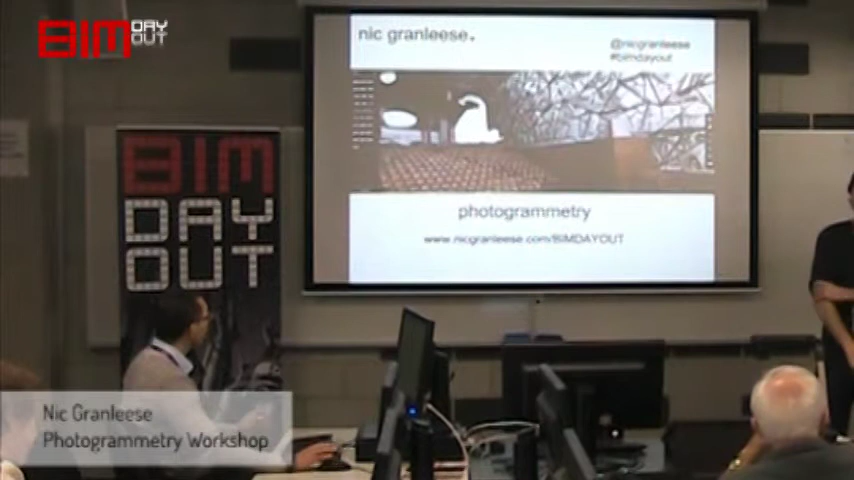 BIM DAY OUT
nic granleese.
@nicgranleese
#bimdayout
BIM
DAY
OUT
photogrammetry
www.nicgranleese.com/BIMDAYOUT
Nic Granleese
Photogrammetry Workshop